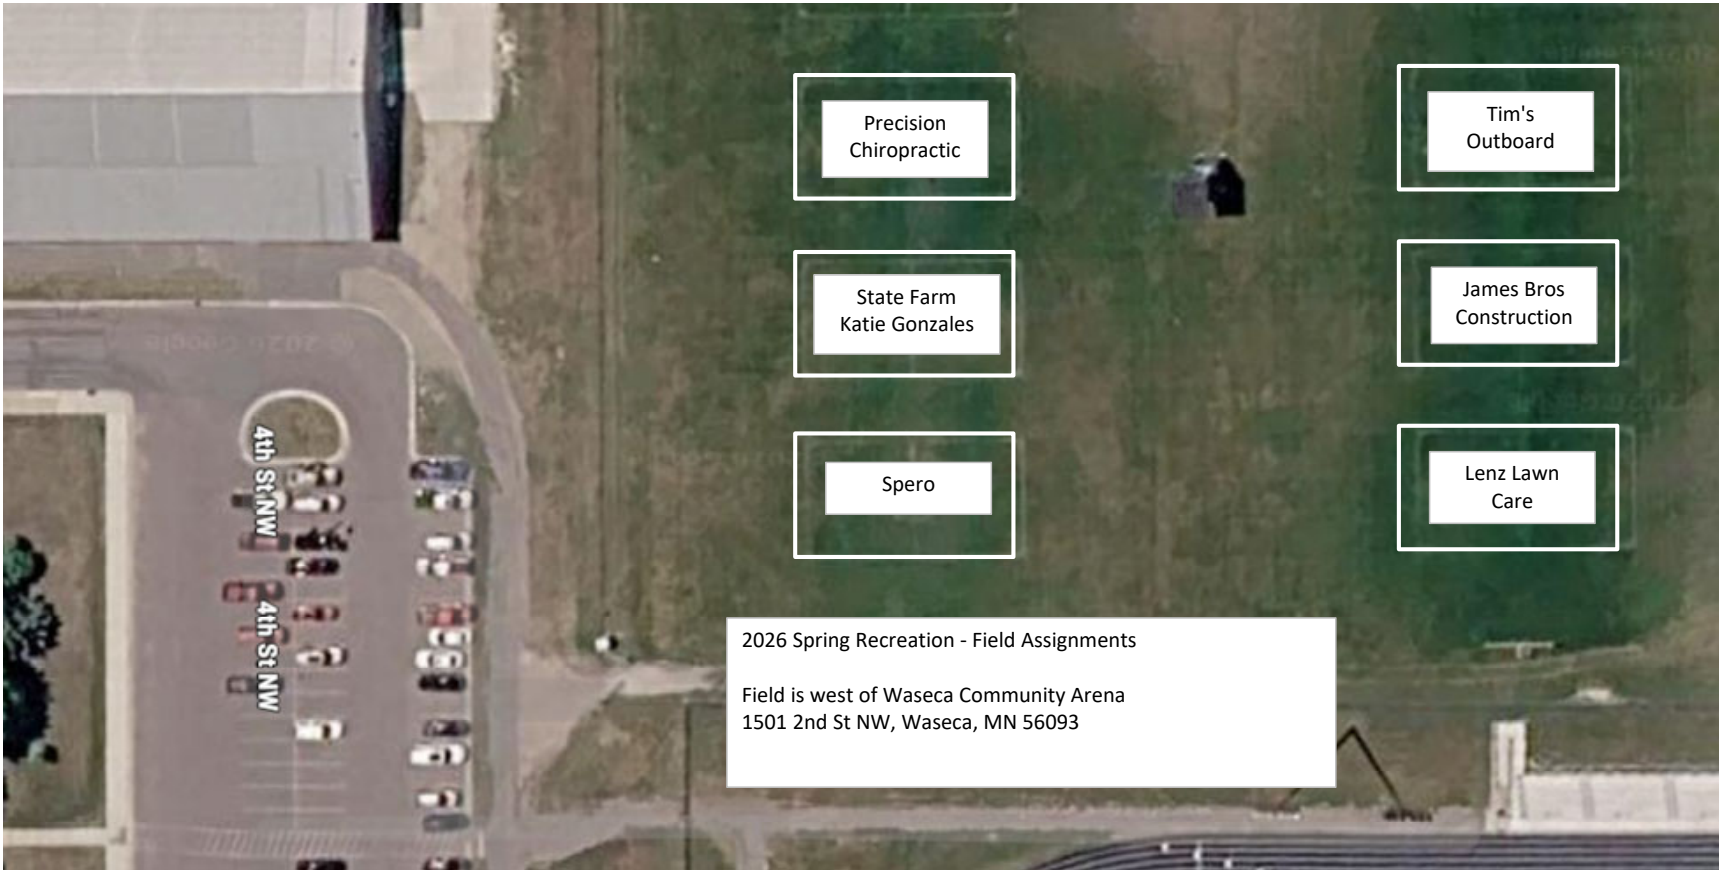 Precision
Chiropractic
Tim's
Outboard
State Farm
Katie Gonzales
James Bros
Construction
Spero
Lenz Lawn
Care
4th St NW
4th St NW
2026 Spring Recreation - Field Assignments
Field is west of Waseca Community Arena
1501 2nd St NW, Waseca, MN 56093